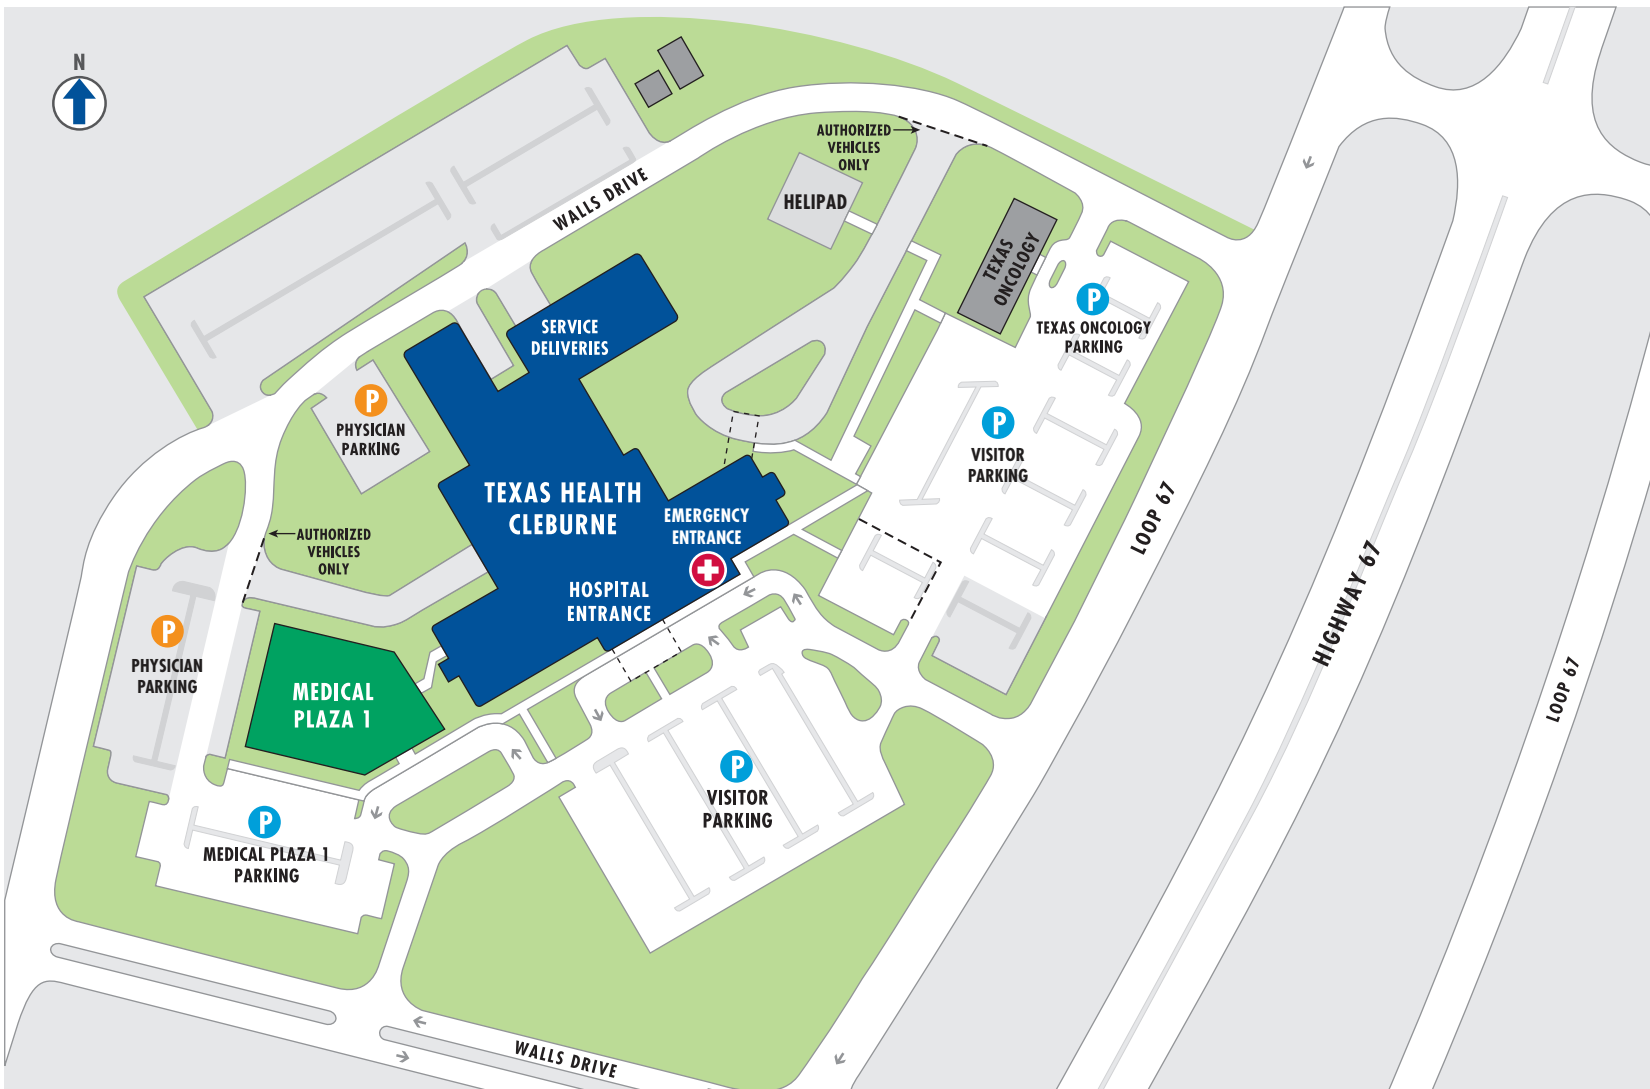 N
AUTHORIZED
VEHICLES
ONLY
WALLS DRIVE
HELIPAD
TEXAS
ONCOLOGY
P
TEXAS ONCOLOGY
PARKING
SERVICE
DELIVERIES
P
PHYSICIAN
PARKING
P
VISITOR
PARKING
TEXAS HEALTH
CLEBURNE
EMERGENCY
ENTRANCE
LOOP 67
HIGHWAY 67
AUTHORIZED
VEHICLES
ONLY
HOSPITAL
ENTRANCE
P
PHYSICIAN
PARKING
MEDICAL
PLAZA 1
LOOP 67
P
VISITOR
PARKING
P
MEDICAL PLAZA 1
PARKING
WALLS DRIVE